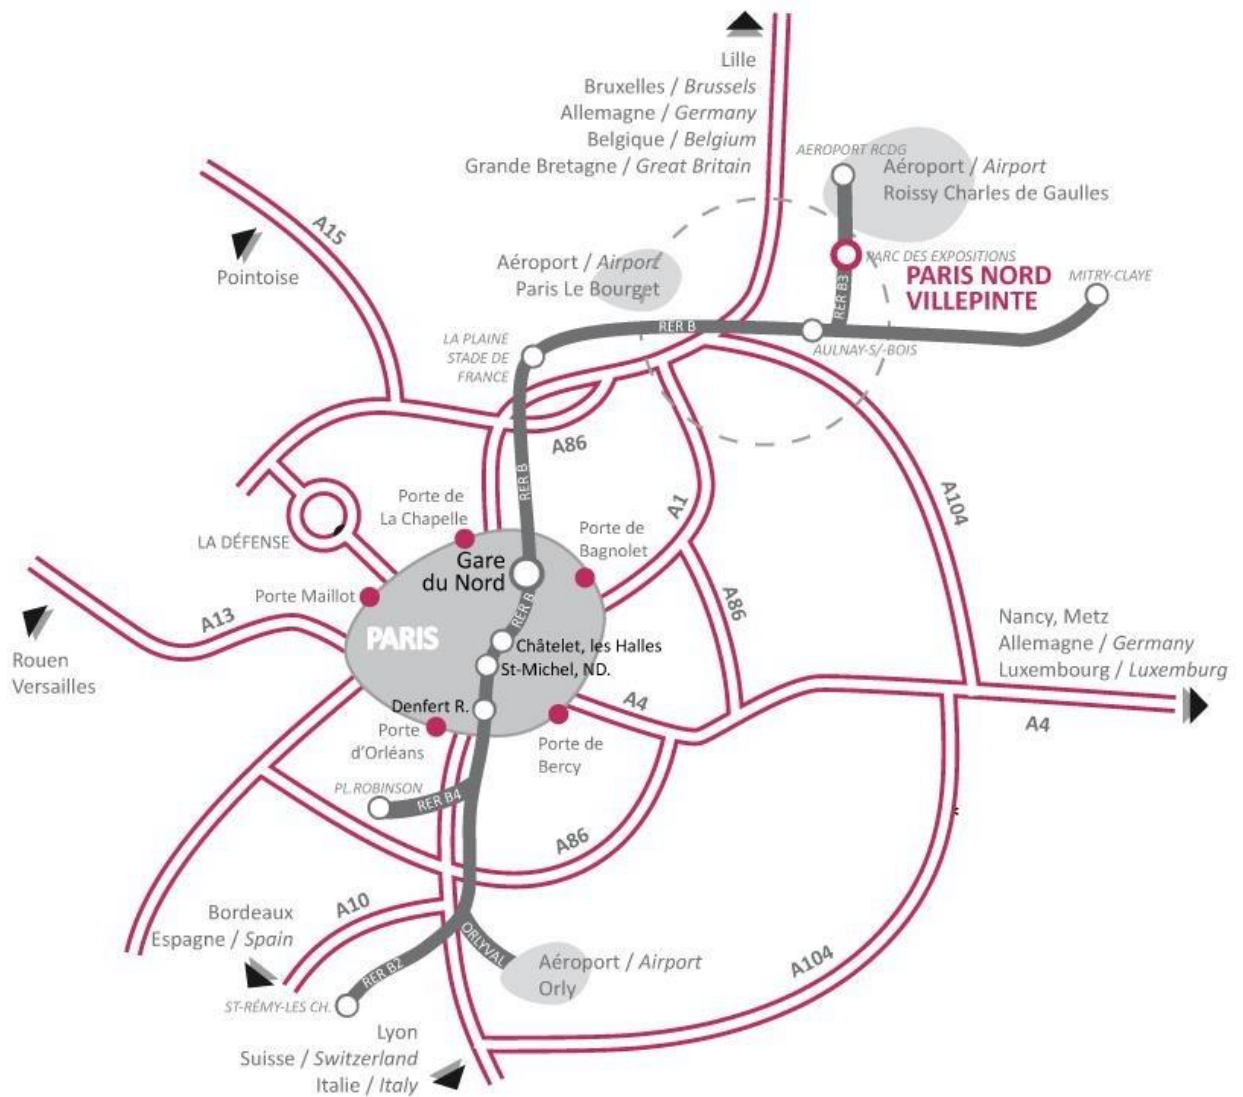 Lille
Bruxelles / Brussels
Allemagne / Germany
Belgique / Belgium
Grande Bretagne / Great Britain
AEROPORT RCDG
Aéroport / Airport
Roissy Charles de Gaulles
A15
Pointoise
Aéroport / Airport
Paris Le Bourget
PARC DES EXPOSITIONS
PARIS NORD
VILLEPINTE
MITRY-CLAYE
RER B3
RER B
LA PLAINE
STADE DE
FRANCE
AULNAY-S/-BOIS
A86
RER B
A1
A104
Porte de
La Chapelle
Porte de
Bagnolet
LA DÉFENSE
Gare
du Nord
Porte Maillot
RER B
A86
A13
PARIS
Châtelet, les Halles
St-Michel, ND.
Rouen
Versailles
Nancy, Metz
Allemagne / Germany
Luxembourg / Luxemburg
A4
A4
Denfert R.
Porte
d'Orléans
Porte de
Bercy
PL.ROBINSON
RER B4
A86
A10
Bordeaux
Espagne / Spain
ORLYVAL
RER B2
Aéroport / Airport
Orly
A104
ST-RÉMY-LES CH.
Lyon
Suisse / Switzerland
Italie / Italy